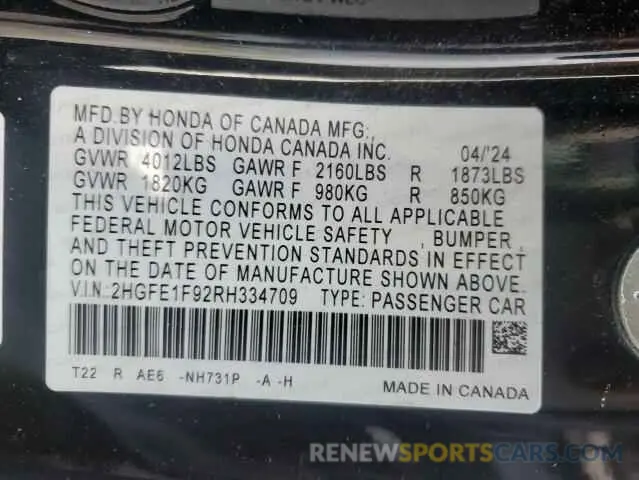 MFD.BY HONDA OF CANADA MFG.,
A DIVISION OF HONDA CANADA INC. 04/'24
GVWR 4012LBS GAWR F 2160LBS R 1873LBS
GVWR 1820KG GAWR F 980KG R 850KG
THIS VEHICLE CONFORMS TO ALL APPLICABLE
FEDERAL MOTOR VEHICLE SAFETY , BUMPER ,
AND THEFT PREVENTION STANDARDS IN EFFECT
ON THE DATE OF MANUFACTURE SHOWN ABOVE.
V.I.N.:2HGFE1F92RH334709 TYPE: PASSENGER CAR
T22 R AE6 -NH731P -A -H
MADE IN CANADA
RENEWSPORTSCARS.COM